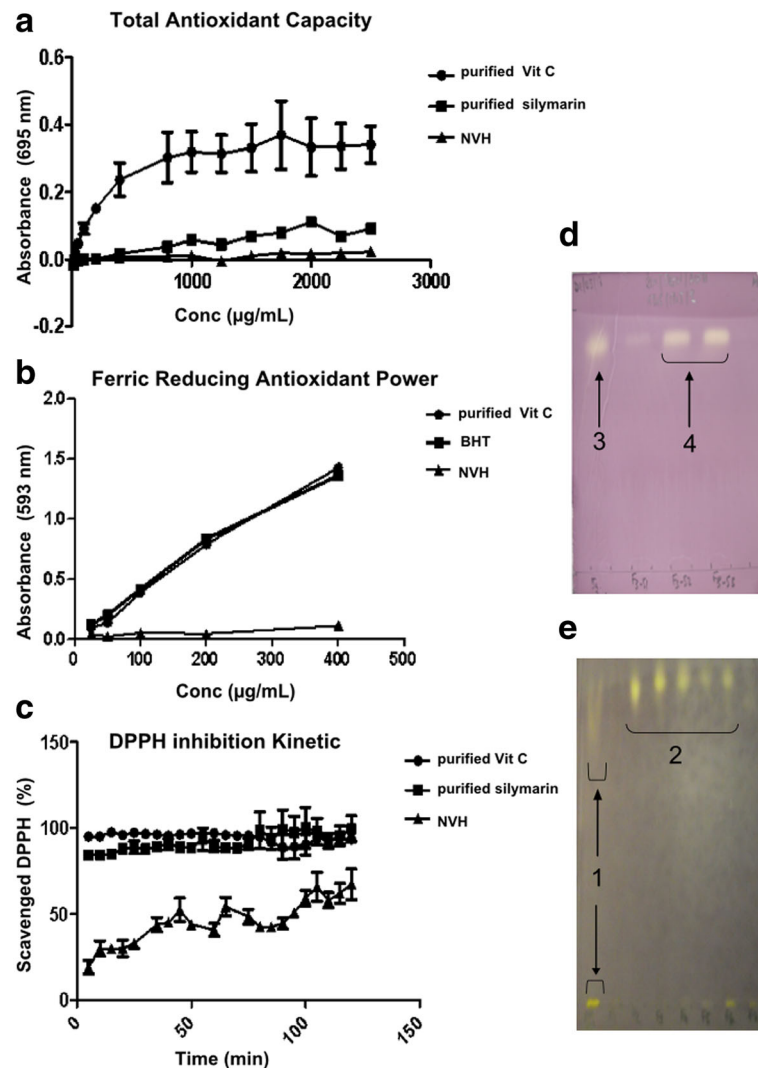 a
Total Antioxidant Capacity
0.6
0.4
0.2
0.0
-0.2
Absorbance (695 nm)
1000
2000
3000
Conc (µg/mL)
purified Vit C
purified silymarin
NVH
b
Ferric Reducing Antioxidant Power
2.0
1.5
1.0
0.5
0.0
Absorbance (593 nm)
0
100
200
300
400
500
Conc (µg/mL)
purified Vit C
BHT
NVH
c
DPPH inhibition Kinetic
150
100
50
0
Scavenged DPPH (%)
0
50
100
150
Time (min)
purified Vit C
purified silymarin
NVH
d
3
4
e
2
1